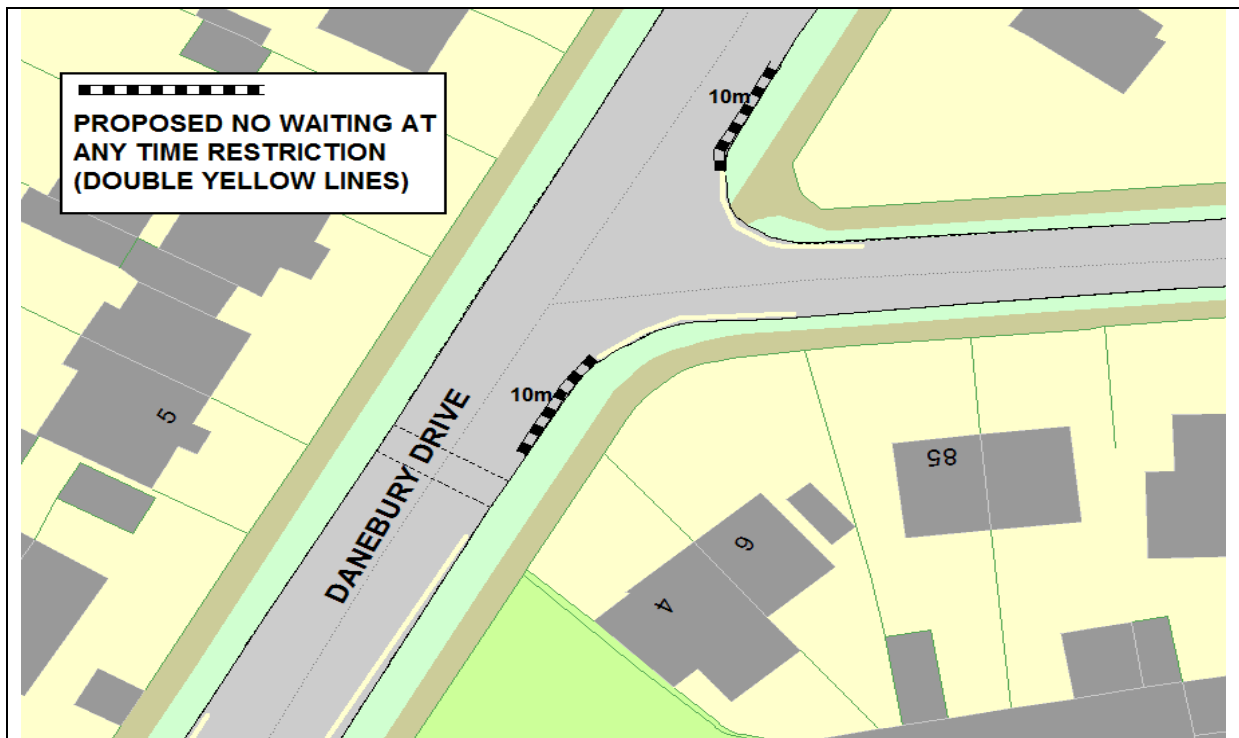 10m
PROPOSED NO WAITING AT
ANY TIME RESTRICTION
(DOUBLE YELLOW LINES)
10m
DANEBURY DRIVE
5
85
6
4